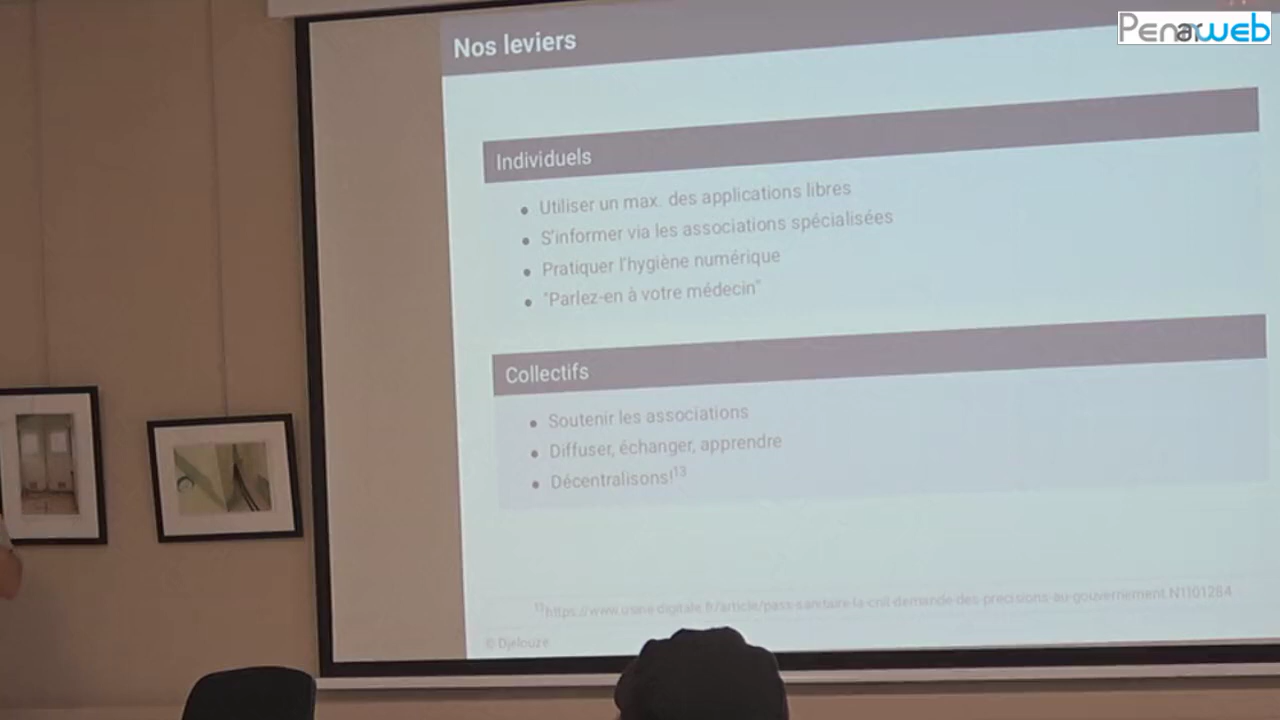 Penarweb
Nos leviers
Individuels
Utiliser un max. des applications libres
S'informer via les associations spécialisées
Pratiquer l'hygiène numérique
"Parlez-en à votre médecin"
Collectifs
Soutenir les associations
Diffuser, échanger, apprendre
Décentralisons!13
13https://www.usine-digitale.fr/article/pass-sanitaire-la-cnil-demande-des-precisions-au-gouvernement.N1101284
© Djelouze